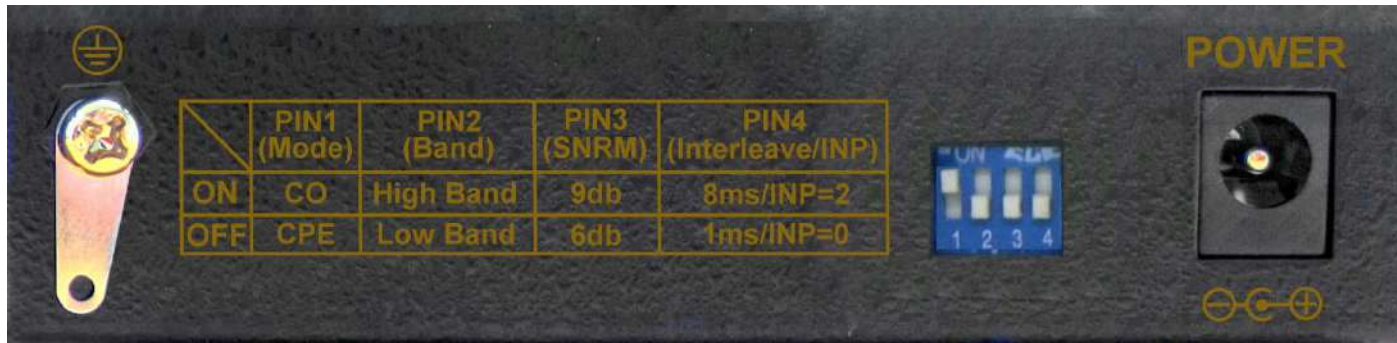 POWER
PIN1 PIN2 PIN3 PIN4
(Mode) (Band) (SNRM) (Interleave/INP)
ON CO High Band 9db 8ms/INP=2
OFF CPE Low Band 6db 1ms/INP=0
ON
1 2 3 4